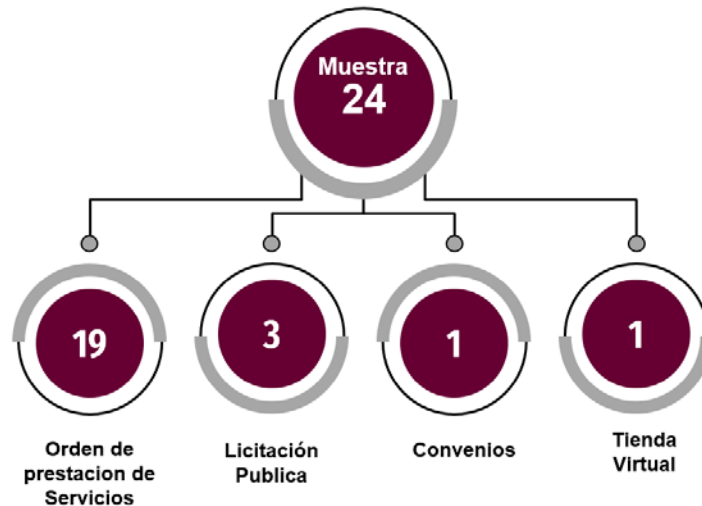 Muestra
24
19
3
1
1
Orden de
prestacion de
Servicios
Licitación
Publica
Convenios
Tienda
Virtual